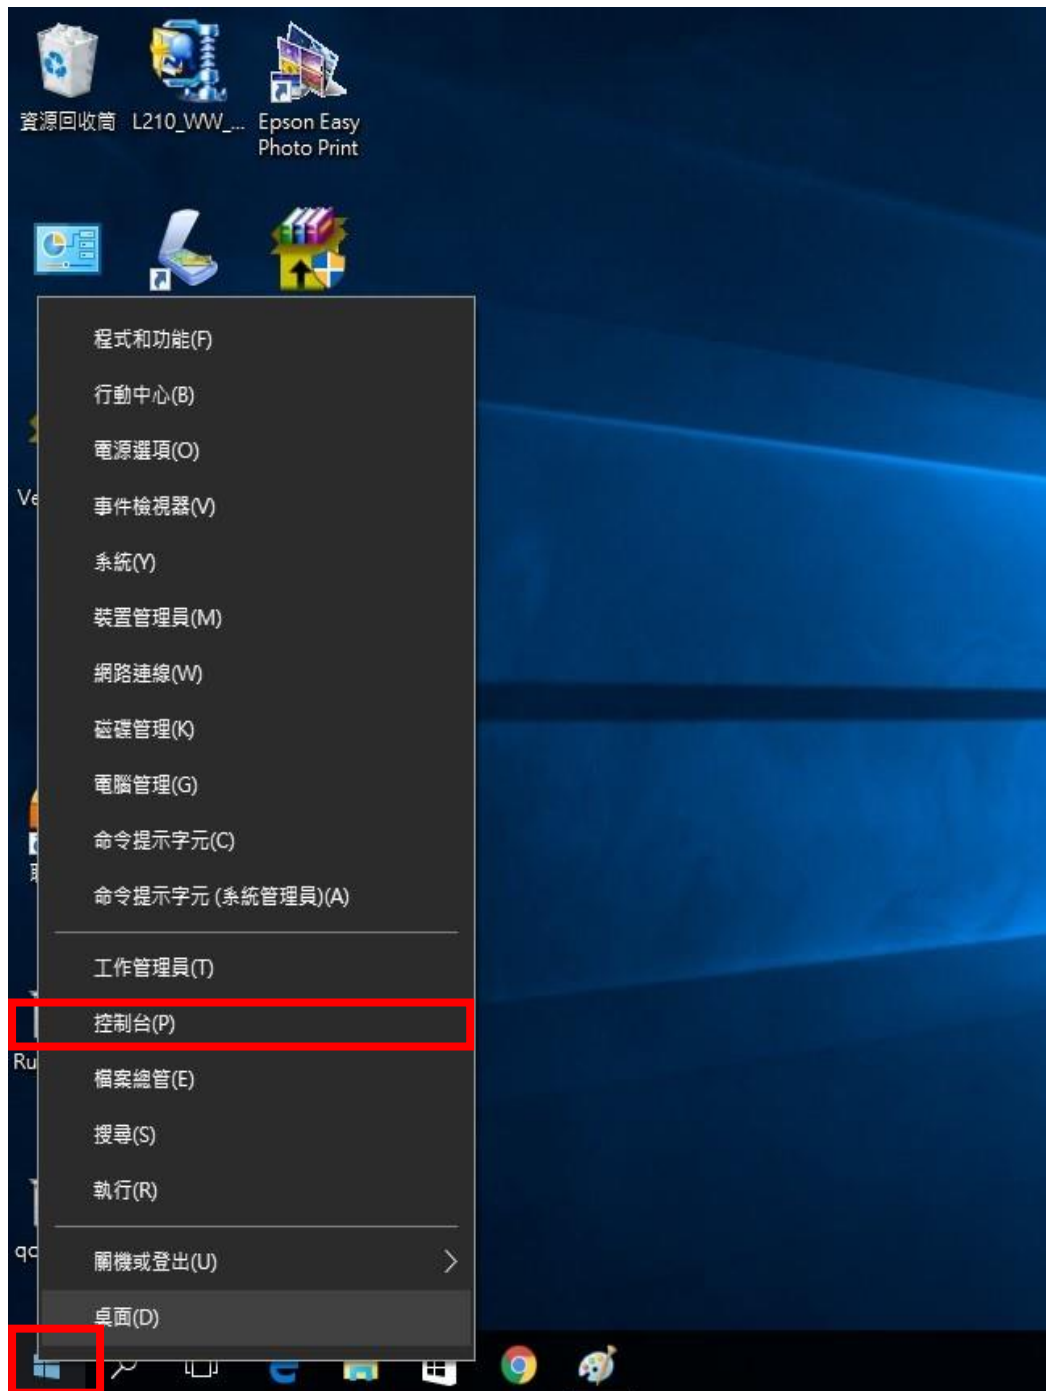 資源回收筒
L210_WW_...
Epson Easy
Photo Print
程式和功能(F)
行動中心(B)
電源選項(O)
Ve
事件檢視器(V)
系統(Y)
裝置管理員(M)
網路連線(W)
磁碟管理(K)
電腦管理(G)
命令提示字元(C)
命令提示字元 (系統管理員)(A)
工作管理員(T)
控制台(P)
Ru
檔案總管(E)
搜尋(S)
執行(R)
qc
關機或登出(U)
桌面(D)